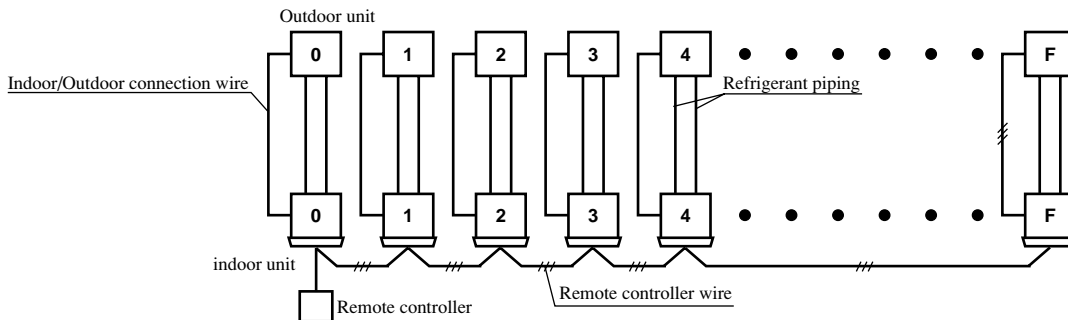 Outdoor unit
0 1 2 3 4 F
Indoor/Outdoor connection wire
Refrigerant piping
0 1 2 3 4 F
indoor unit
Remote controller wire
Remote controller